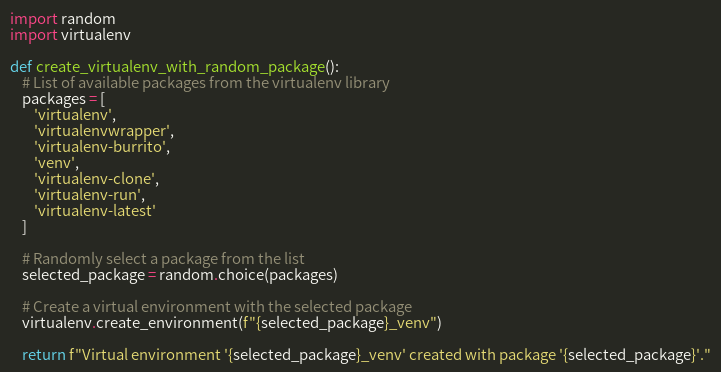 import random
import virtualenv
def create_virtualenv_with_random_package():
# List of available packages from the virtualenv library
packages = [
'virtualenv',
'virtualenvwrapper',
'virtualenv-burrito',
'venv',
'virtualenv-clone',
'virtualenv-run',
'virtualenv-latest'
]
# Randomly select a package from the list
selected_package = random.choice(packages)
# Create a virtual environment with the selected package
virtualenv.create_environment(f"{selected_package}_venv")
return f"Virtual environment '{selected_package}_venv' created with package '{selected_package}'."